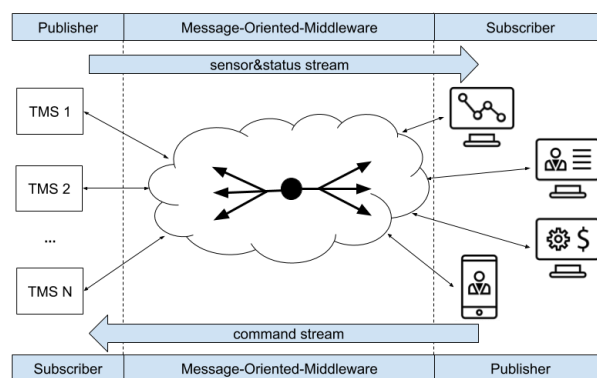 Publisher
Message-Oriented-Middleware
Subscriber
sensor&status stream
TMS 1
TMS 2
...
TMS N
$
command stream
Subscriber
Message-Oriented-Middleware
Publisher